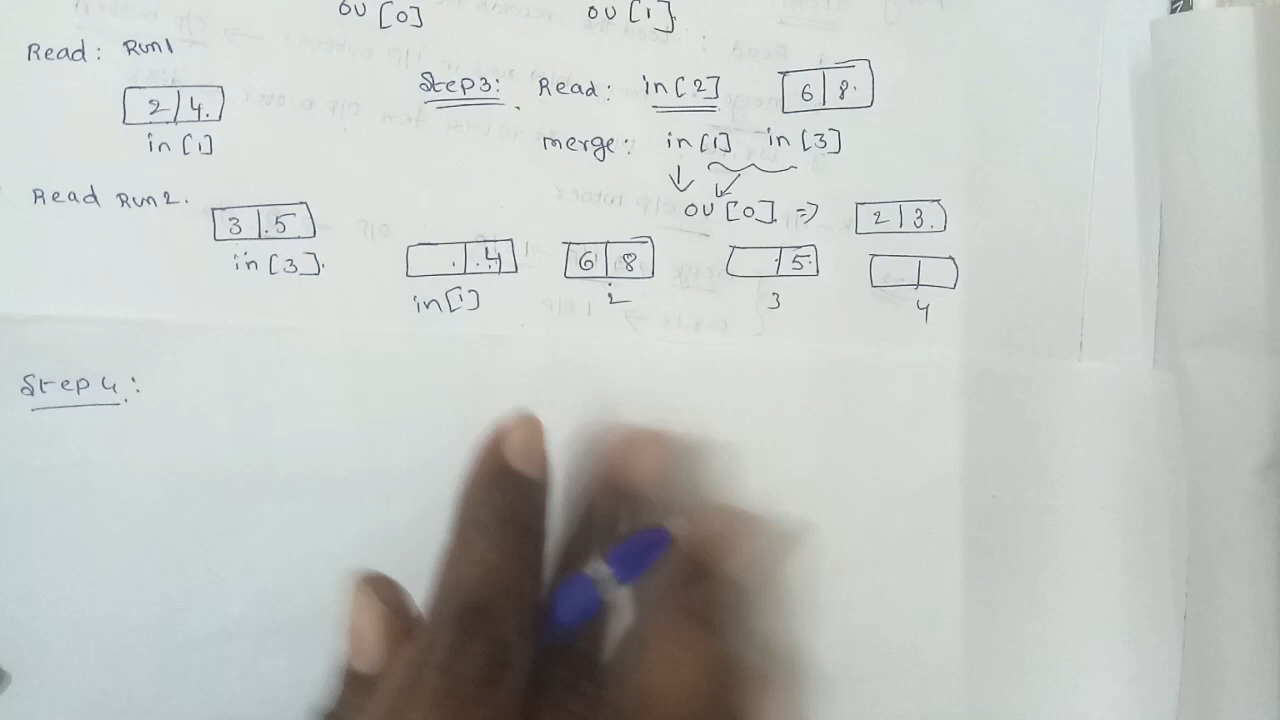 ou [0] ou [1]
Read: Run1
2 | 4.
in [1]
Read Run2.
3 | 5
in [3].
Step3: Read: in [2] 6 | 8.
merge: in [1] in [3]
ou [0] => 2 | 3.
4 6 8 5
in [1] 2 3 4
Step 4: